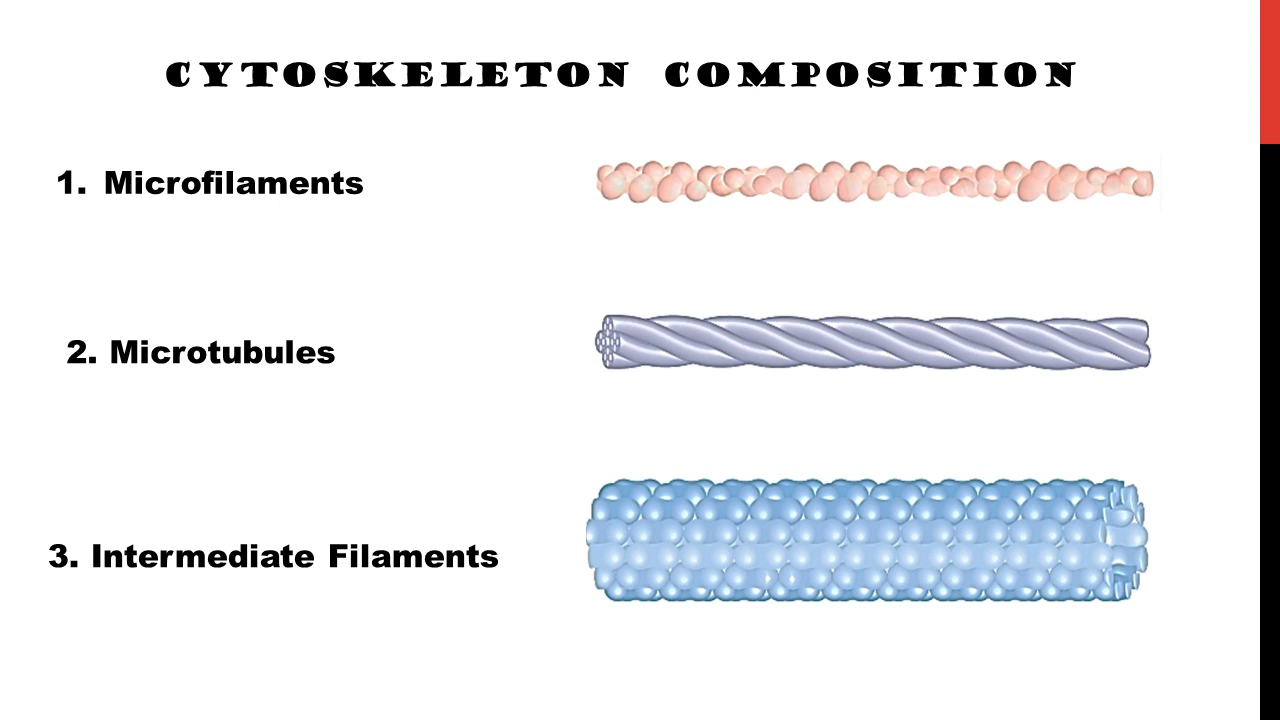 CYTOSKELETON COMPOSITION
1. Microfilaments
2. Microtubules
3. Intermediate Filaments